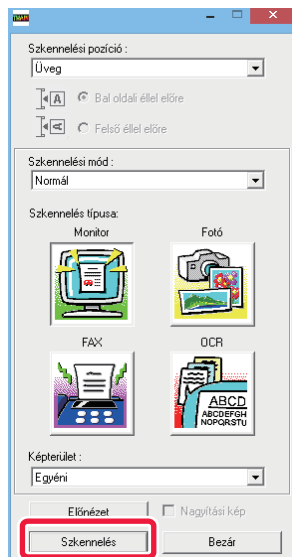 Szkennelési pozíció :
Üveg
A
Bal oldali éllel előre
A
Felső éllel előre
Szkennelési mód :
Normál
Szkennelés típusa:
Monitor
Fotó
FAX
OCR
ABCD
ABCDEFGH
NOPQRSTU
Képterület :
Egyéni
Előnézet
Nagyítási kép
Szkennelés
Bezár